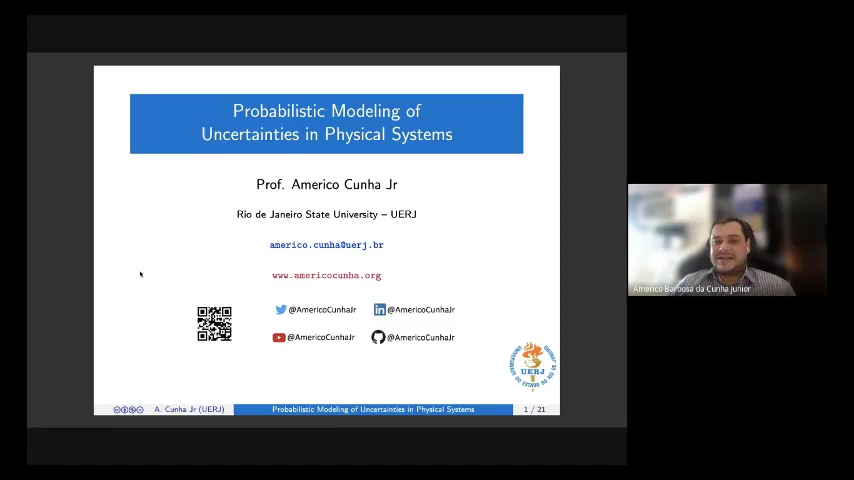 Probabilistic Modeling of
Uncertainties in Physical Systems
Prof. Americo Cunha Jr
Rio de Janeiro State University – UERJ
americo.cunha@uerj.br
www.americocunha.org
@AmericoCunhaJr
@AmericoCunhaJr
@AmericoCunhaJr
@AmericoCunhaJr
UERJ
A. Cunha Jr (UERJ)
Probabilistic Modeling of Uncertainties in Physical Systems
1 / 21
Americo Barbosa da Cunha Junior